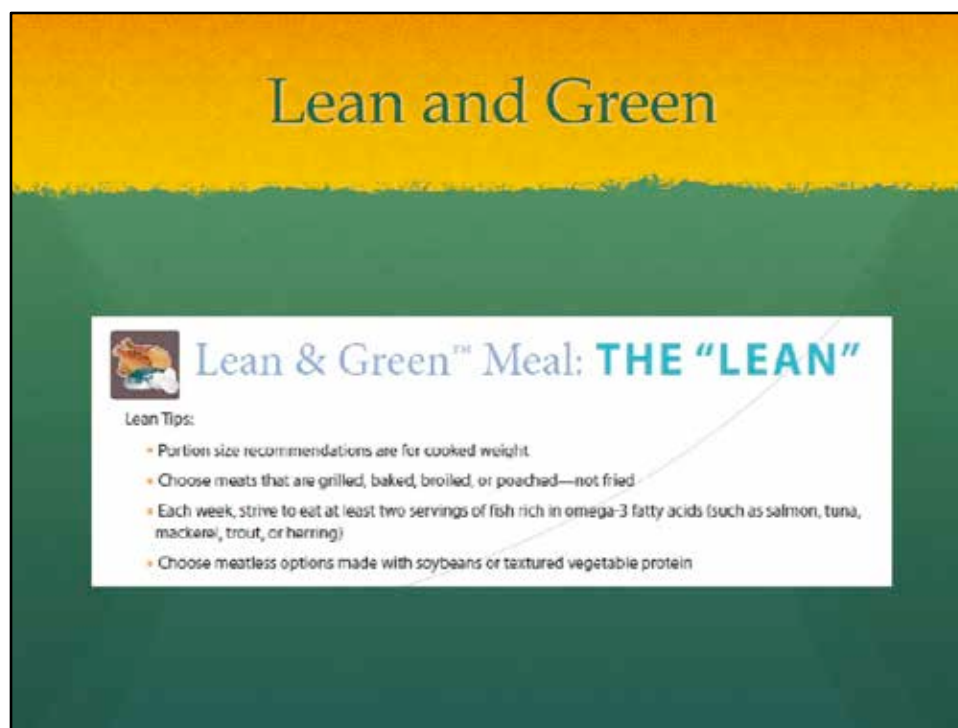 Lean and Green
Lean & Green™ Meal: THE "LEAN"
Lean Tips:
• Portion size recommendations are for cooked weight
• Choose meats that are grilled, baked, broiled, or poached—not fried
• Each week, strive to eat at least two servings of fish rich in omega-3 fatty acids (such as salmon, tuna,
mackerel, trout, or herring)
• Choose meatless options made with soybeans or textured vegetable protein